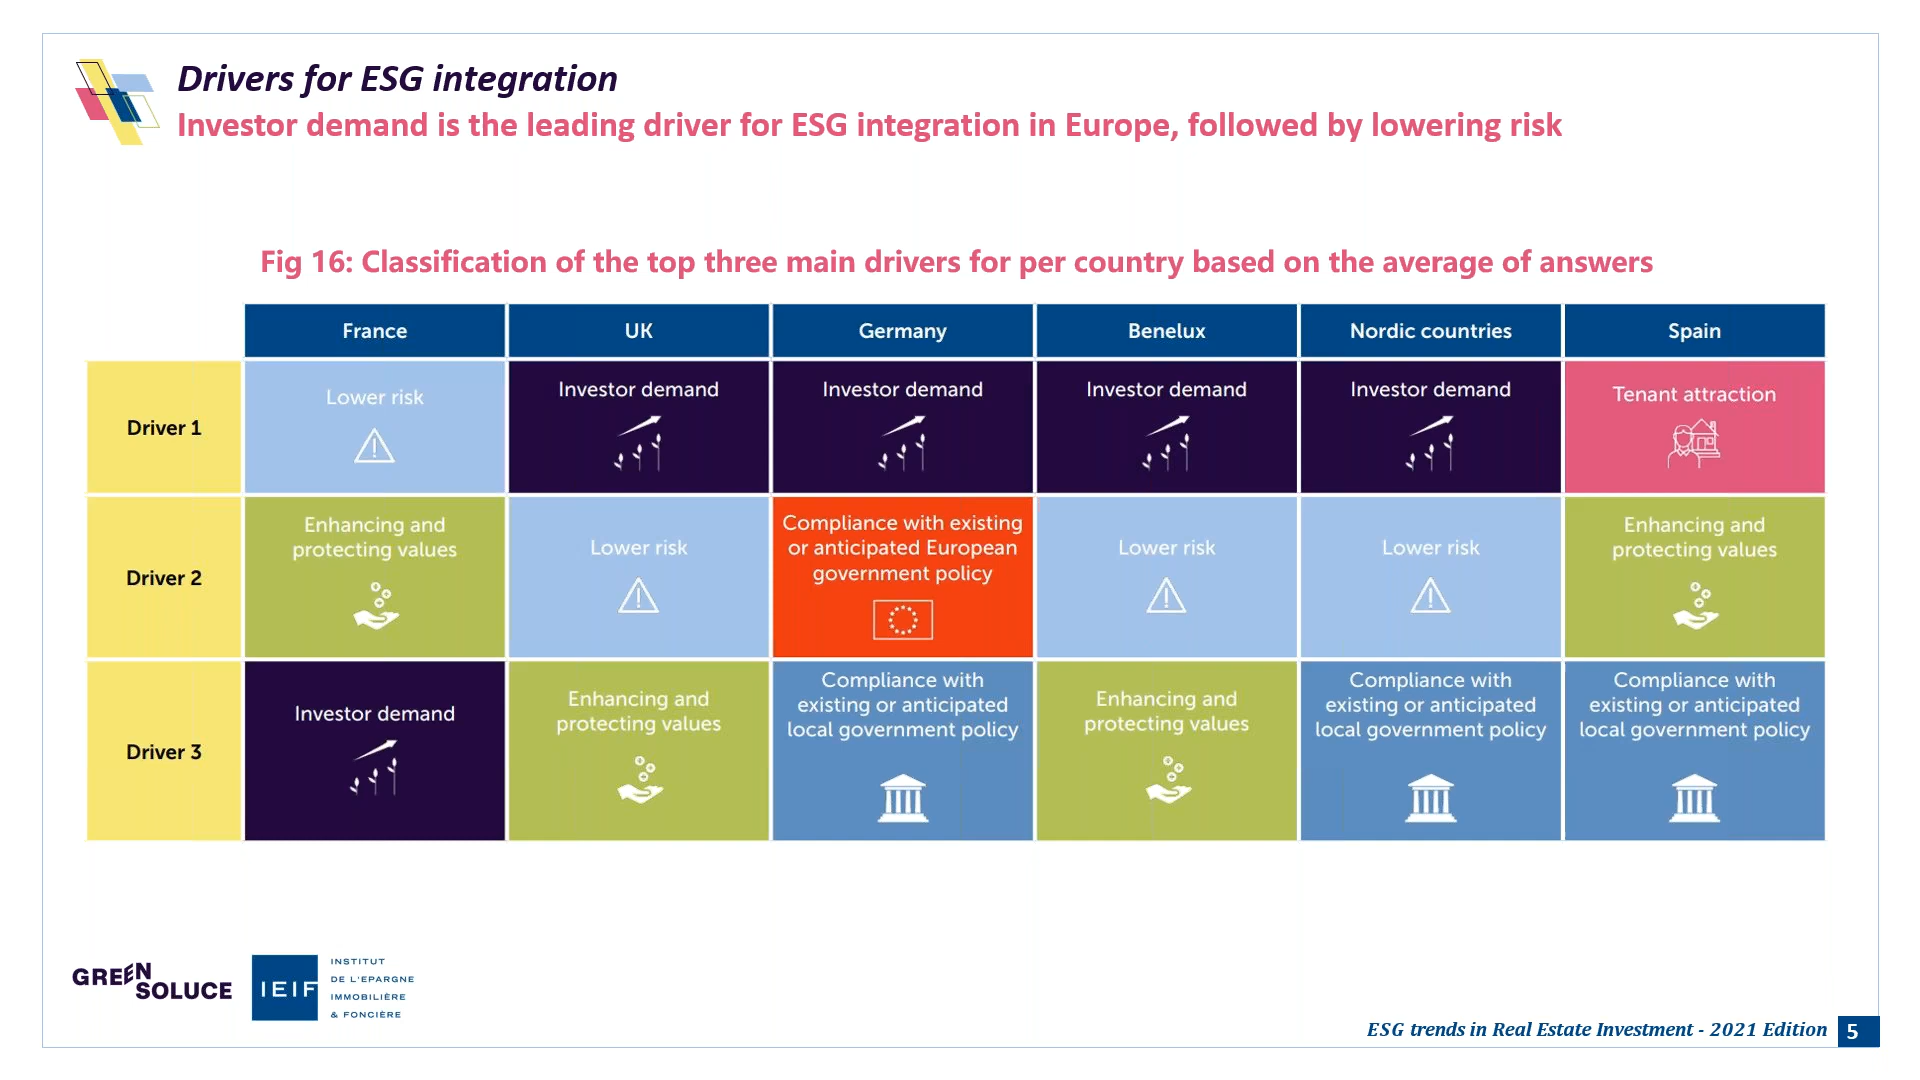 Drivers for ESG integration
Investor demand is the leading driver for ESG integration in Europe, followed by lowering risk
Fig 16: Classification of the top three main drivers for per country based on the average of answers
France
UK
Germany
Benelux
Nordic countries
Spain
Driver 1
Lower risk
Investor demand
Investor demand
Investor demand
Investor demand
Tenant attraction
Driver 2
Enhancing and
protecting values
Lower risk
Compliance with existing
or anticipated European
government policy
Lower risk
Lower risk
Enhancing and
protecting values
Driver 3
Investor demand
Enhancing and
protecting values
Compliance with
existing or anticipated
local government policy
Enhancing and
protecting values
Compliance with
existing or anticipated
local government policy
Compliance with
existing or anticipated
local government policy
GREEN
SOLUCE
IEIF
INSTITUT
DE L'EPARGNE
IMMOBILIÈRE
& FONCIÈRE
ESG trends in Real Estate Investment - 2021 Edition
5